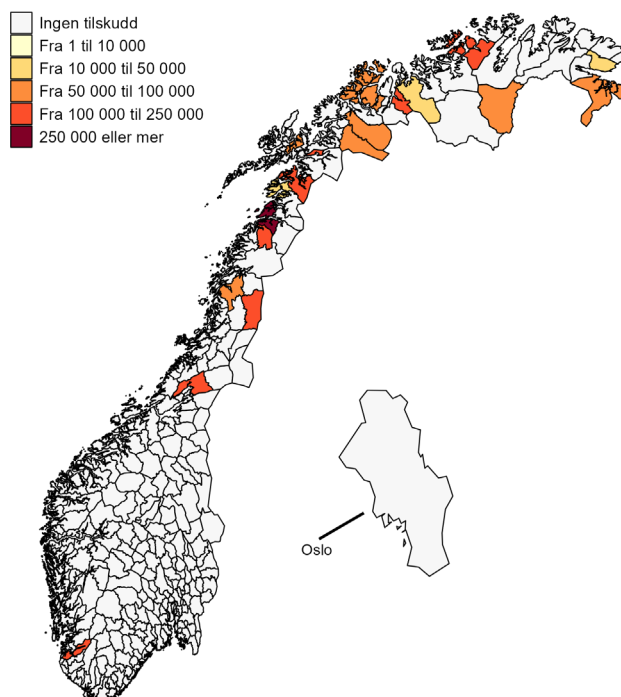 Ingen tilskudd
Fra 1 til 10 000
Fra 10 000 til 50 000
Fra 50 000 til 100 000
Fra 100 000 til 250 000
250 000 eller mer
Oslo